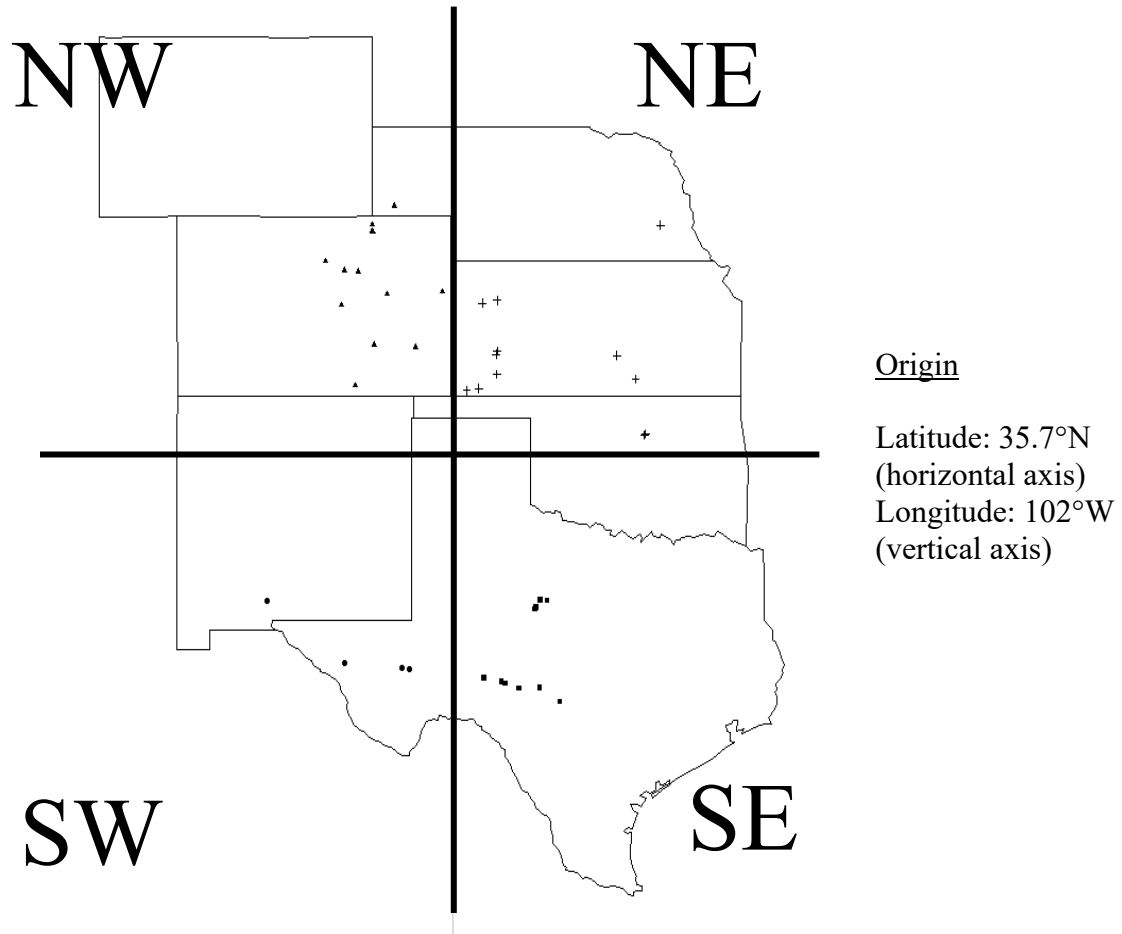 NW
NE
Origin
Latitude: 35.7°N
(horizontal axis)
Longitude: 102°W
(vertical axis)
SW
SE